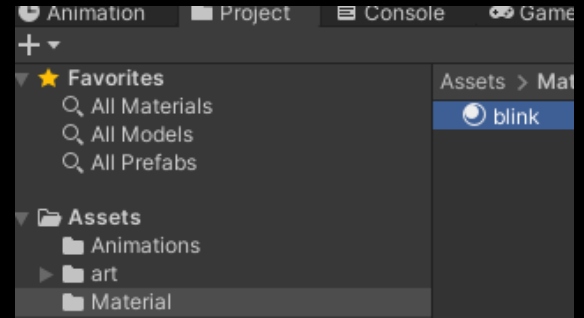 Animation Project Console Game
Favorites
All Materials
All Models
All Prefabs
Assets
Animations
art
Material
Assets > Mat
blink